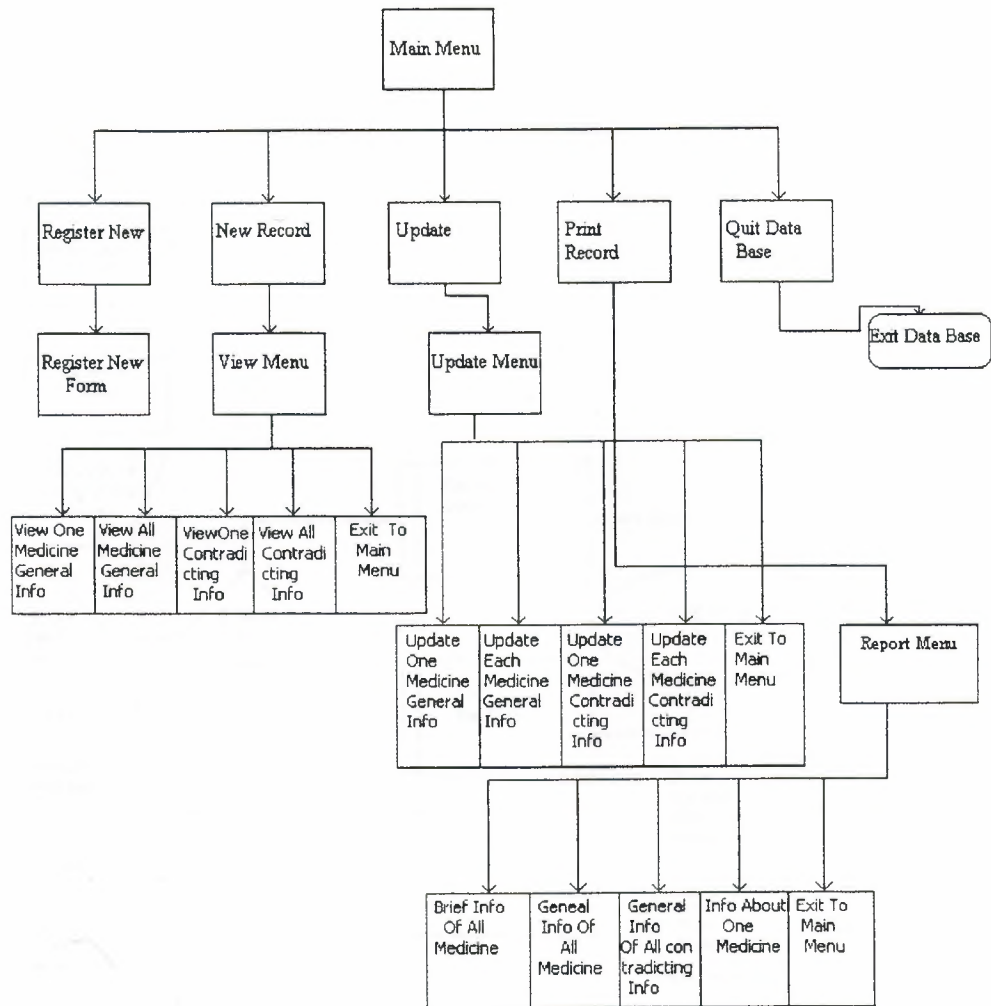 Main Menu
Register New
New Record
Update
Print
Record
Quit Data
Base
Exit Data Base
Register New
Form
View Menu
Update Menu
View One
Medicine
General
Info
View All
Medicine
General
Info
ViewOne
Contradi
cting
Info
View All
Contradi
cting
Info
Exit To
Main
Menu
Update
One
Medicine
General
Info
Update
Each
Medicine
General
Info
Update
One
Medicine
Contradi
cting
Info
Update
Each
Medicine
Contradi
cting
Info
Exit To
Main
Menu
Report Menu
Brief Info
Of All
Medicine
Geneal
Info Of
All
Medicine
General
Info
Of All con
tradicting
Info
Info About
One
Medicine
Exit To
Main
Menu